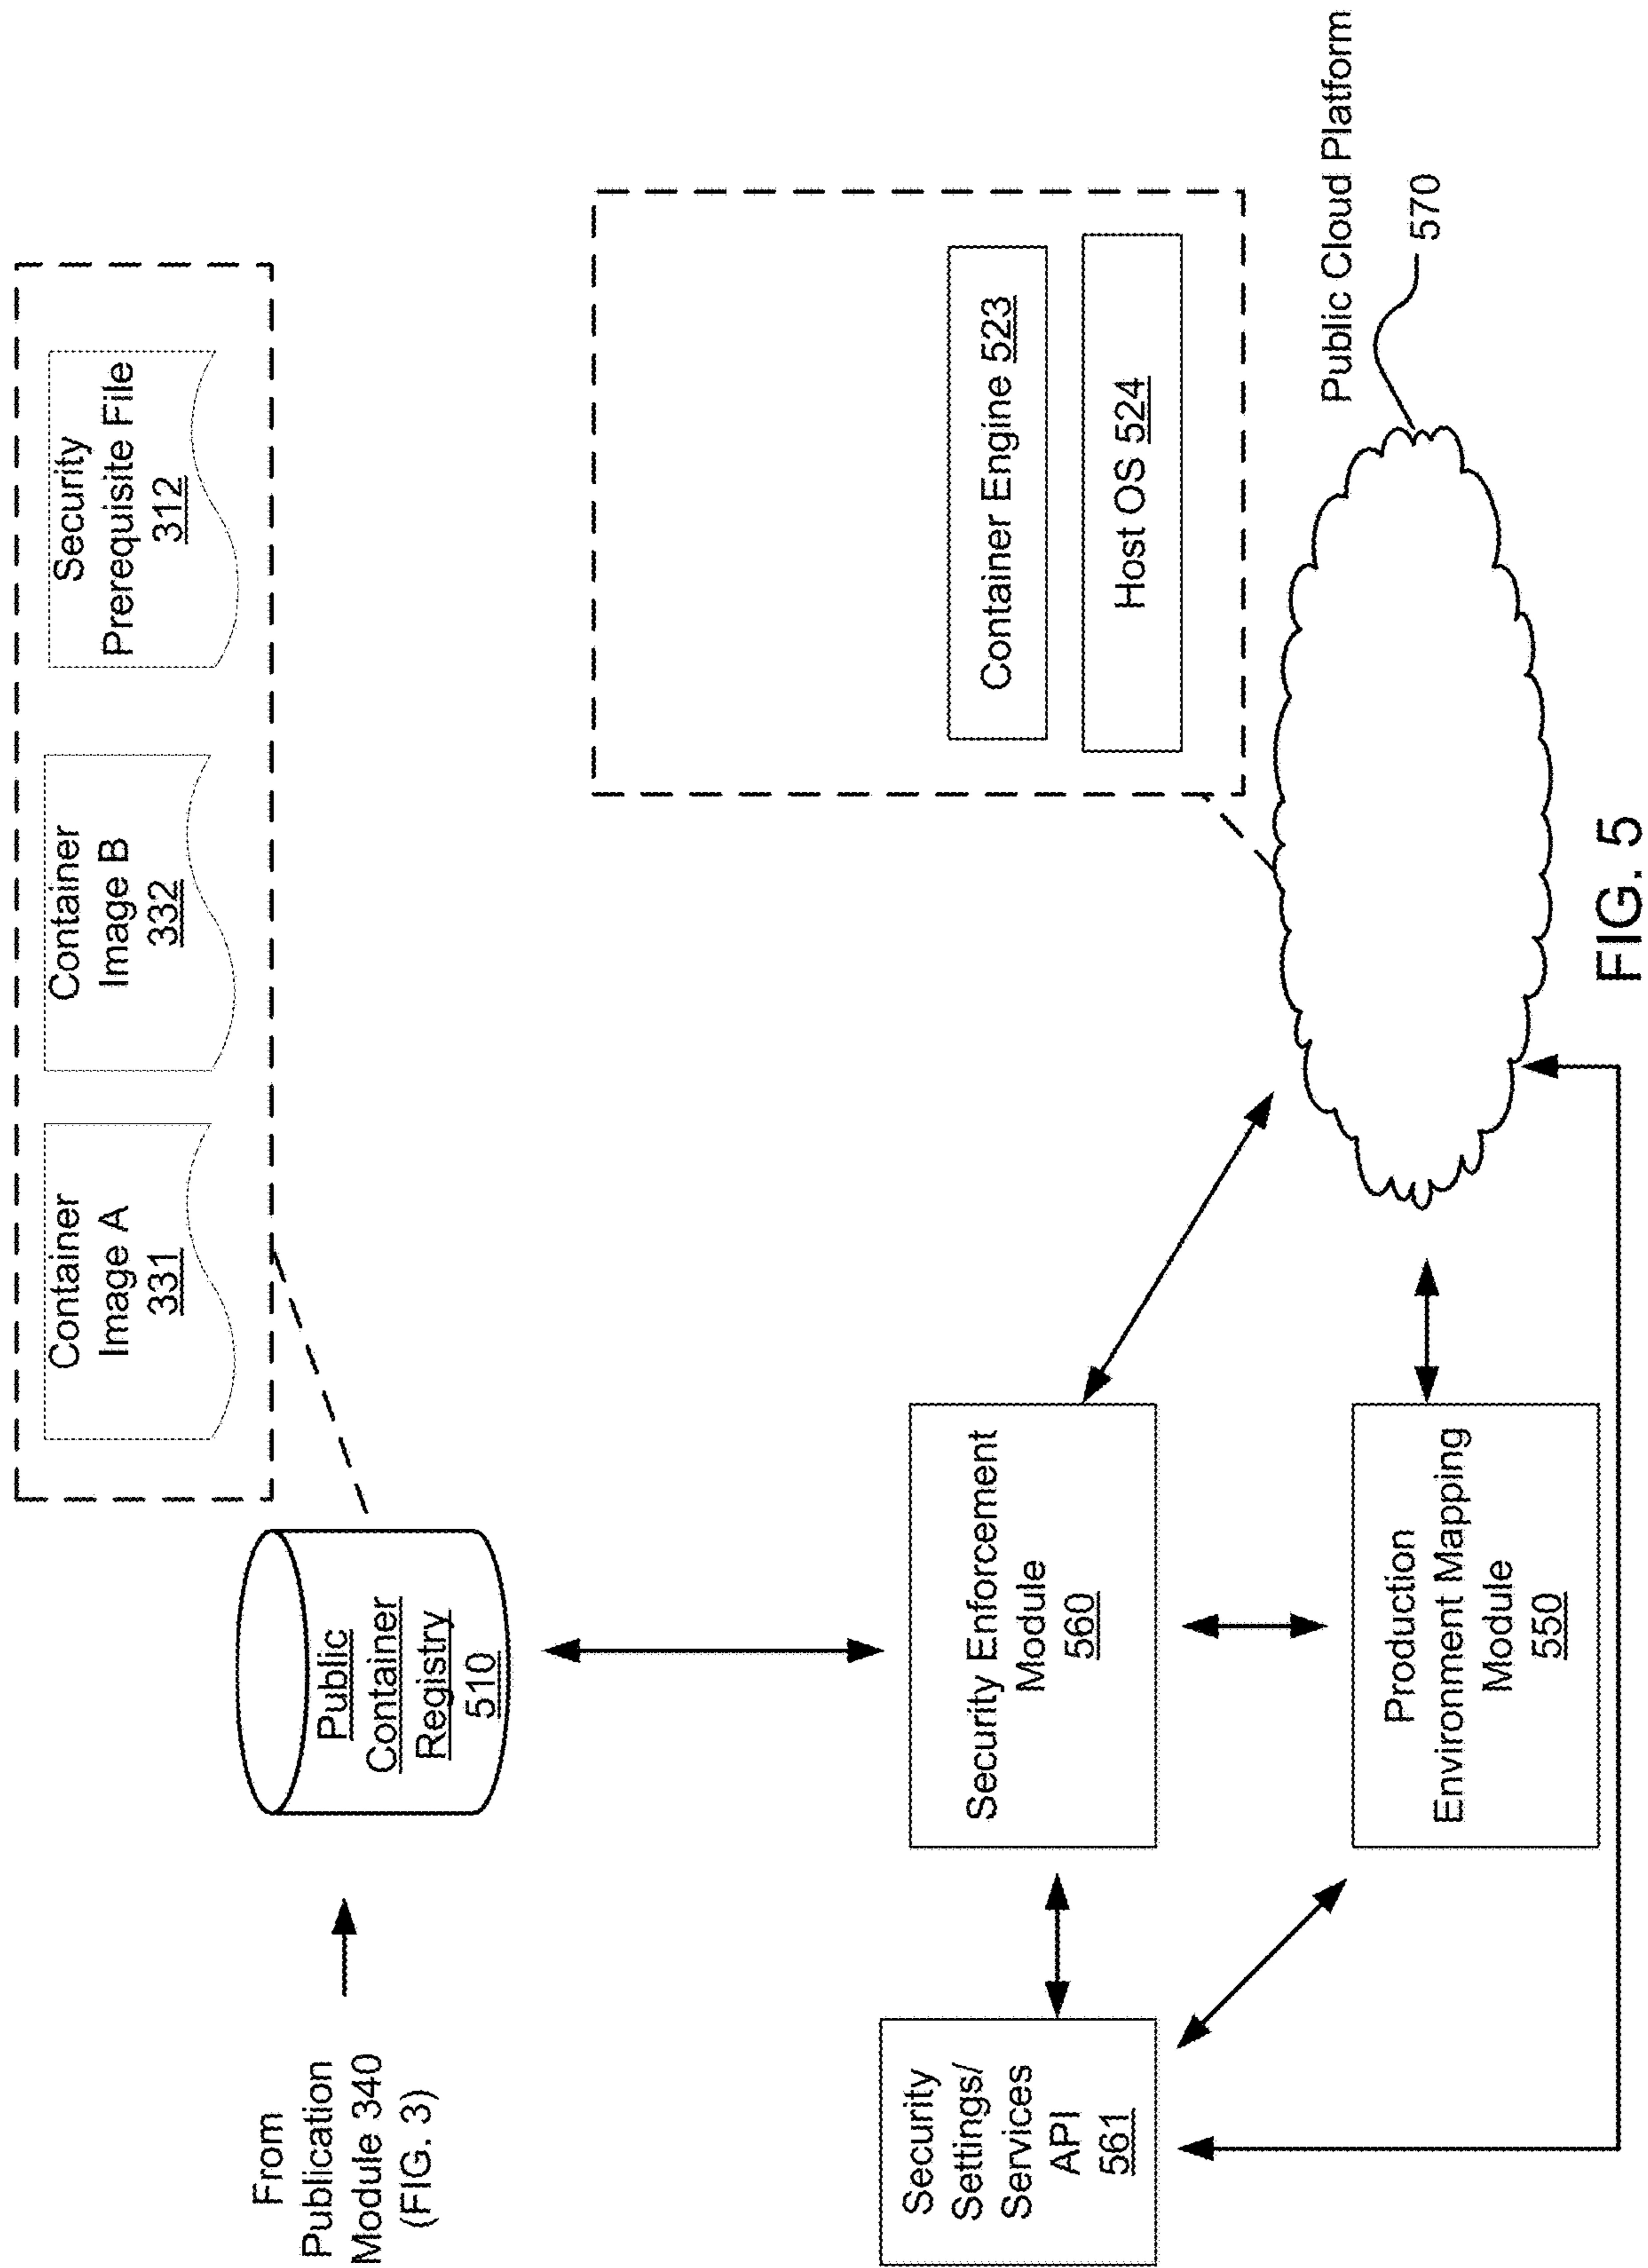 From
Publication
Module 340
(FIG. 3)
Public
Container
Registry
510
Container
Image A
331
Container
Image B
332
Security
Prerequisite File
312
Security
Settings/
Services
API
561
Security Enforcement
Module
560
Production
Environment Mapping
Module
550
Container Engine 523
Host OS 524
Public Cloud Platform
570
FIG. 5